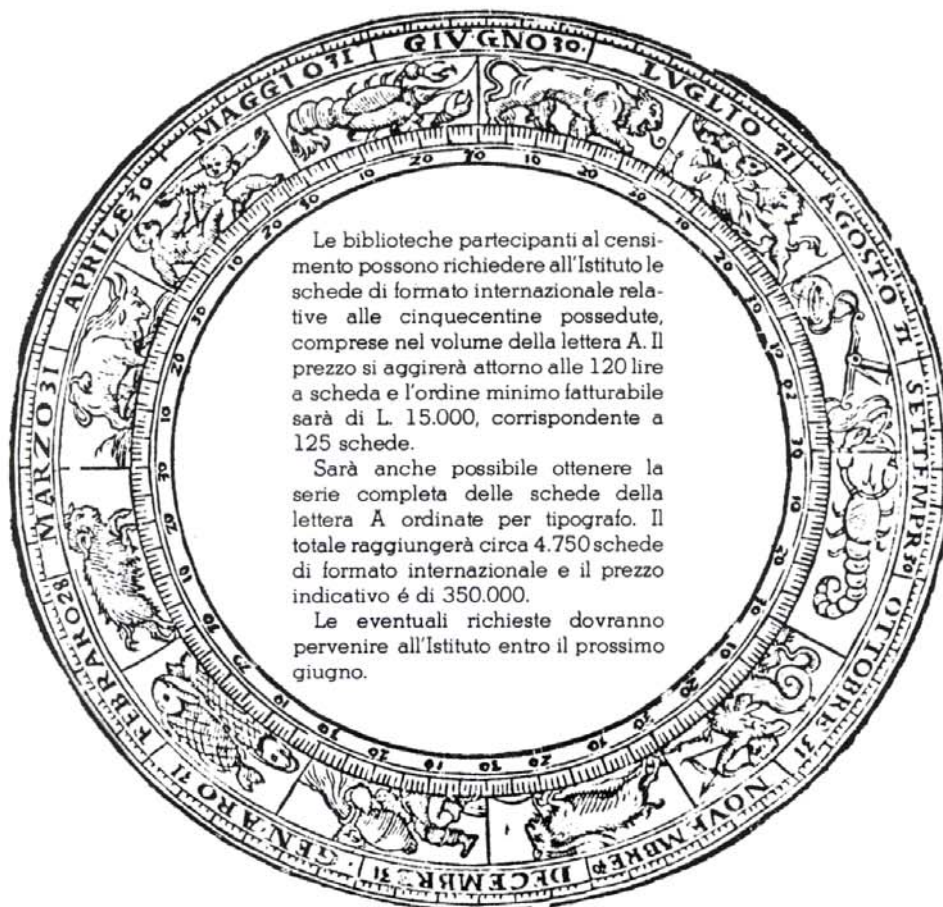 GIVGNO 30
LVGLIO 31
AGOSTO 31
SETTEMPR 30
OTTOBRE 31
NOVEMBRE 30
DECEMBR 31
GENARO 31
FEBRARO 28
MARZO 31
APRILE 30
MAGGIO 31
Le biblioteche partecipanti al censi-
mento possono richiedere all'Istituto le
schede di formato internazionale rela-
tive alle cinquecentine possedute,
comprese nel volume della lettera A. Il
prezzo si aggirerà attorno alle 120 lire
a scheda e l'ordine minimo fatturabile
sarà di L. 15.000, corrispondente a
125 schede.
Sarà anche possibile ottenere la
serie completa delle schede della
lettera A ordinate per tipografo. Il
totale raggiungerà circa 4.750 schede
di formato internazionale e il prezzo
indicativo é di 350.000.
Le eventuali richieste dovranno
pervenire all'Istituto entro il prossimo
giugno.